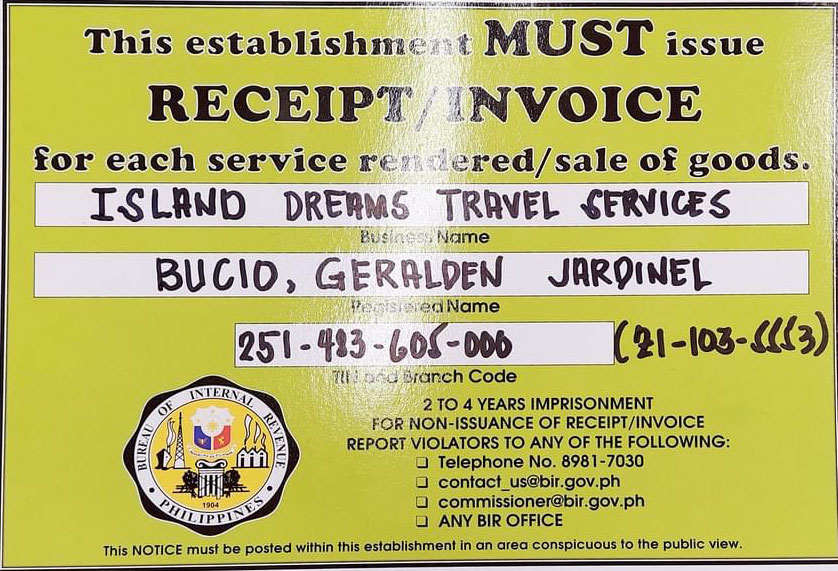 This establishment MUST issue
RECEIPT/INVOICE
for each service rendered/sale of goods.
ISLAND DREAMS TRAVEL SERVICES
Business Name
BUCIO, GERALDEN JARDINEL
Registered Name
251-483-605-000 (21-103-5553)
TIN and Branch Code
2 TO 4 YEARS IMPRISONMENT
FOR NON-ISSUANCE OF RECEIPT/INVOICE
REPORT VIOLATORS TO ANY OF THE FOLLOWING:
❏ Telephone No. 8981-7030
❏ contact_us@bir.gov.ph
❏ commissioner@bir.gov.ph
❏ ANY BIR OFFICE
BUREAU OF INTERNAL REVENUE
1904
PHILIPPINES
This NOTICE must be posted within this establishment in an area conspicuous to the public view.